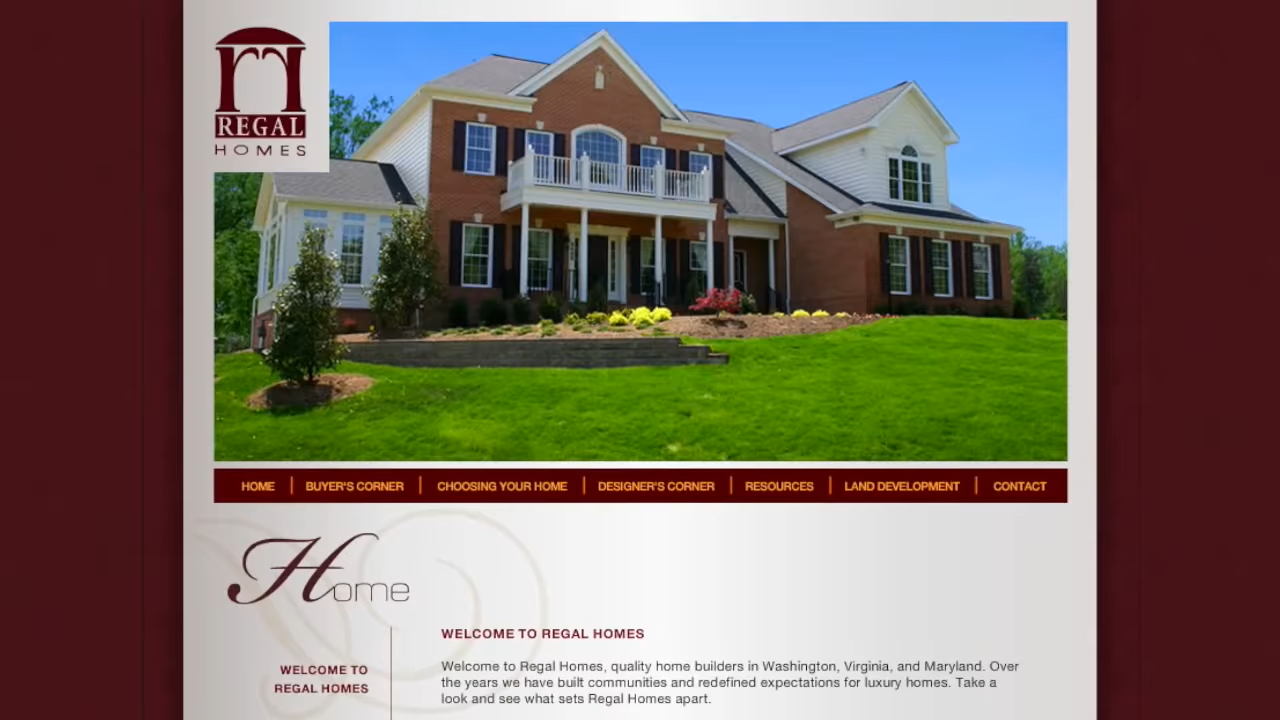 REGAL
HOMES
HOME BUYER'S CORNER CHOOSING YOUR HOME DESIGNER'S CORNER RESOURCES LAND DEVELOPMENT CONTACT
Home
WELCOME TO
REGAL HOMES
WELCOME TO REGAL HOMES
Welcome to Regal Homes, quality home builders in Washington, Virginia, and Maryland. Over
the years we have built communities and redefined expectations for luxury homes. Take a
look and see what sets Regal Homes apart.